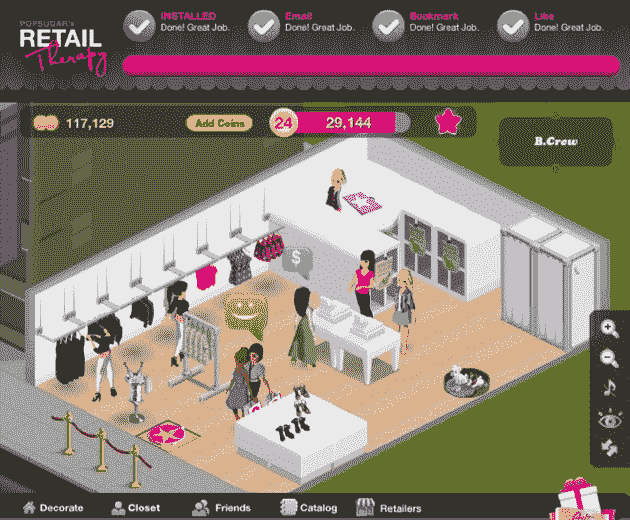 POPSUGAR's
RETAIL
Therapy
INSTALLED
Done! Great Job.
Email
Done! Great Job.
Bookmark
Done! Great Job.
Like
Done! Great Job.
117,129
Add Coins
24
29,144
B.Crew
$
Decorate
Closet
Friends
Catalog
Retailers